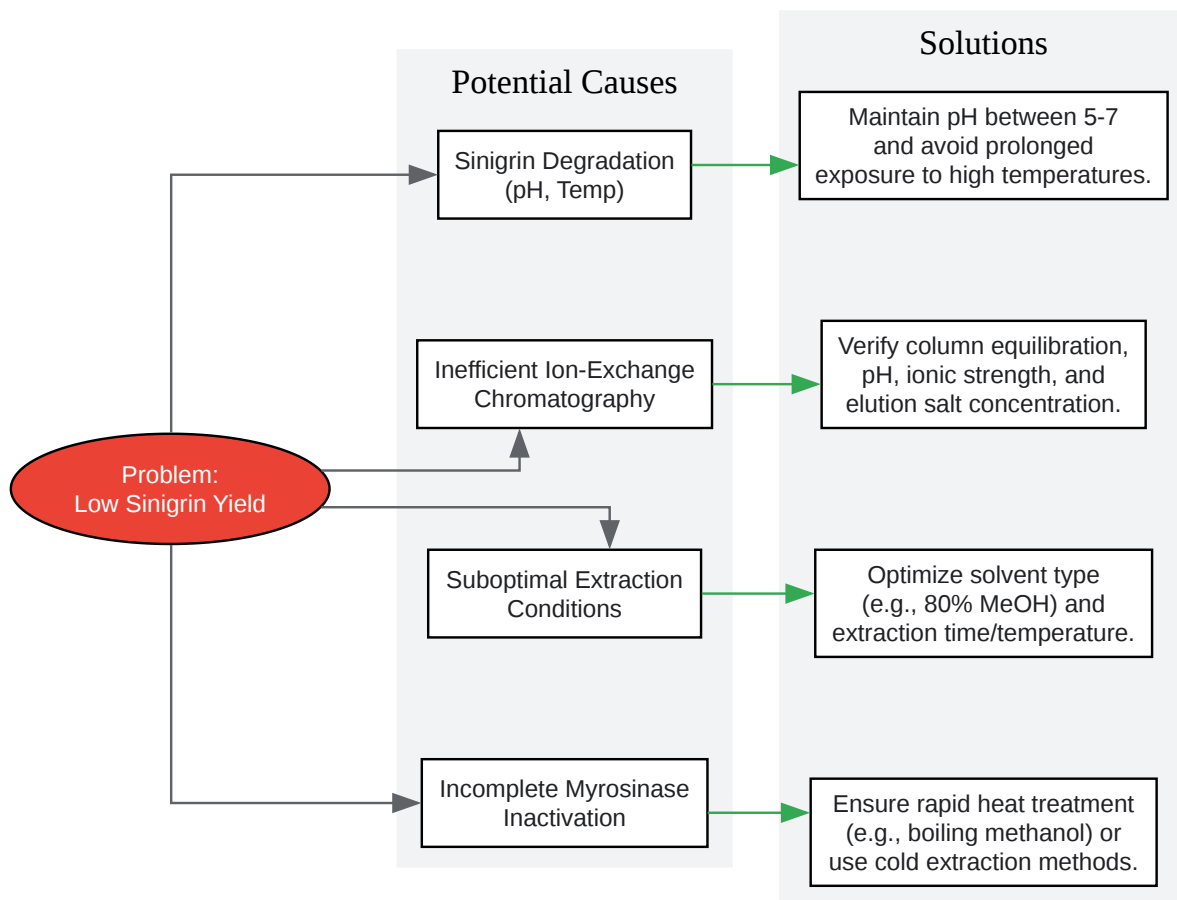 Solutions
Potential Causes
Maintain pH between 5-7
and avoid prolonged
exposure to high temperatures.
Sinigrin Degradation
(pH, Temp)
Verify column equilibration,
pH, ionic strength, and
elution salt concentration.
Inefficient Ion-Exchange
Chromatography
Problem:
Low Sinigrin Yield
Suboptimal Extraction
Conditions
Optimize solvent type
(e.g., 80% MeOH) and
extraction time/temperature.
Incomplete Myrosinase
Inactivation
Ensure rapid heat treatment
(e.g., boiling methanol) or
use cold extraction methods.